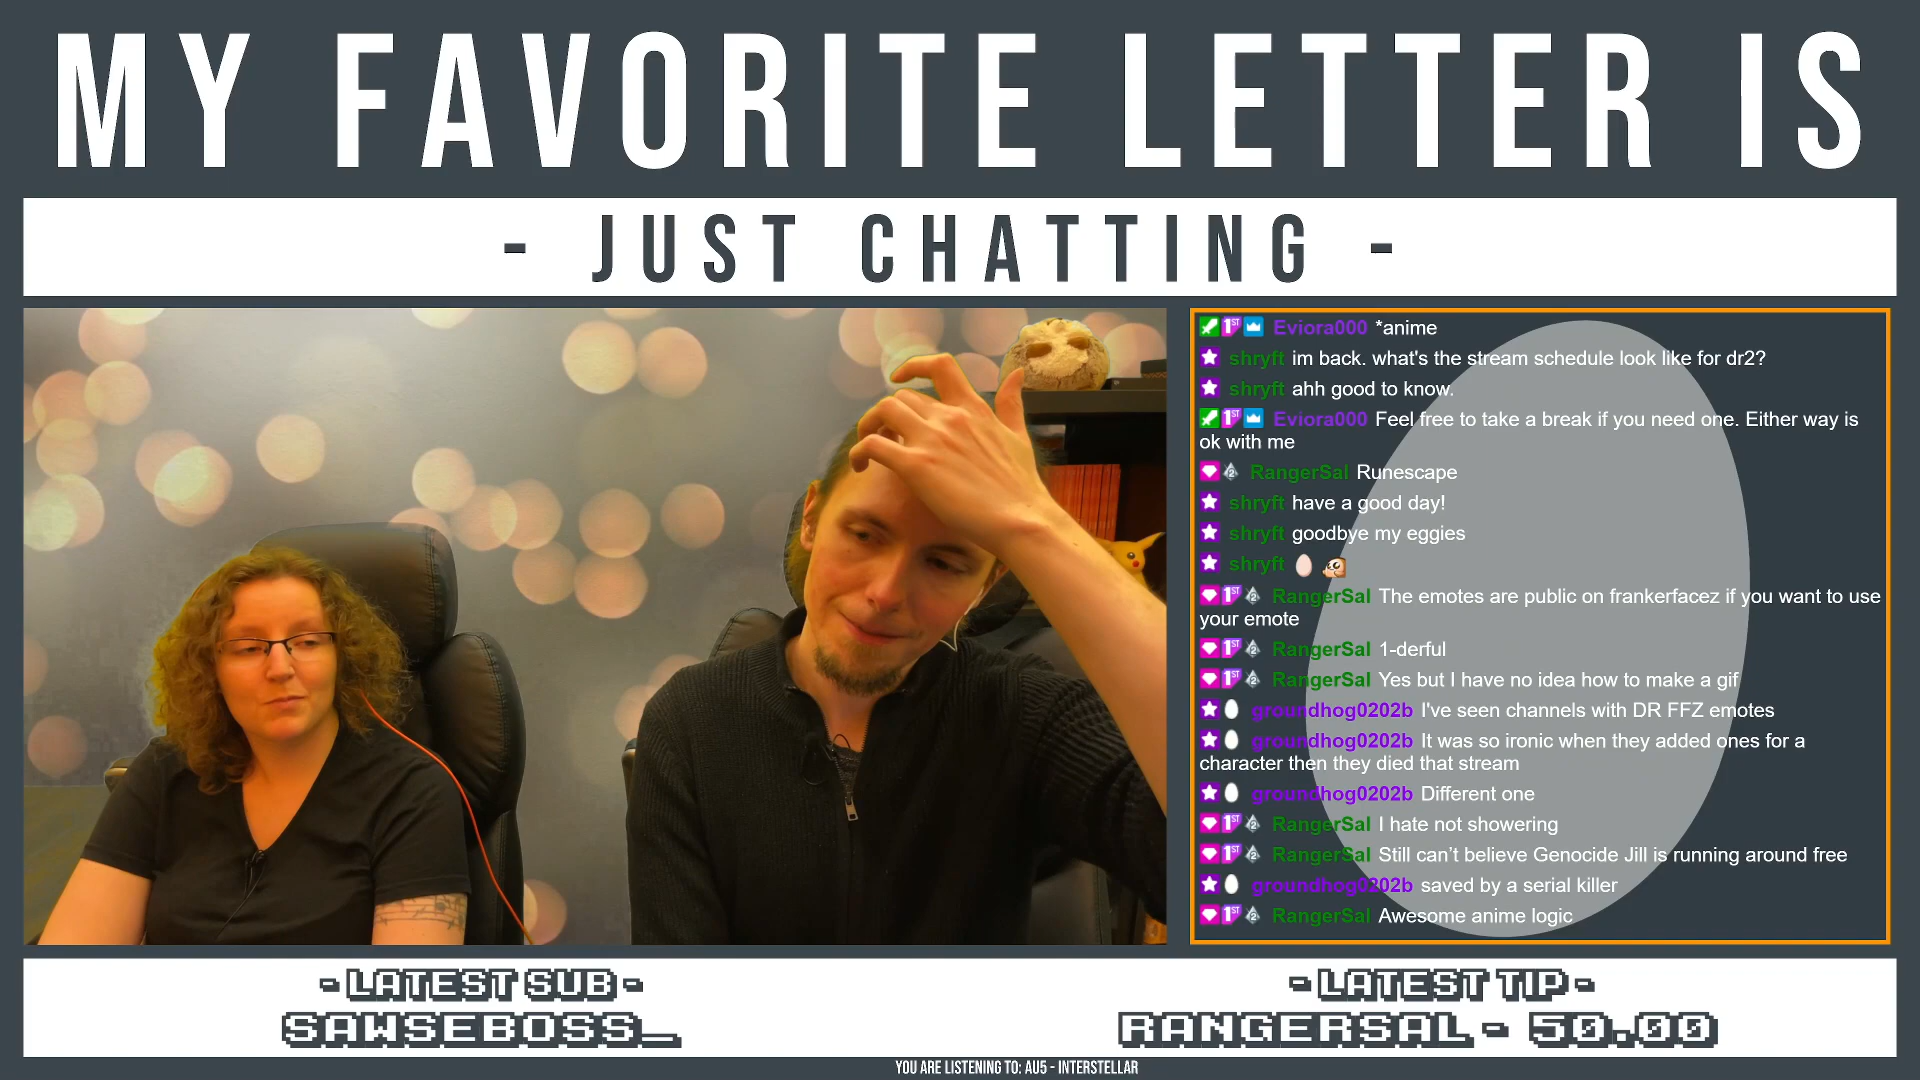 MY FAVORITE LETTER IS
- JUST CHATTING -
Eviora000 *anime
shryft im back. what's the stream schedule look like for dr2?
shryft ahh good to know.
Eviora000 Feel free to take a break if you need one. Either way is
ok with me
RangerSal Runescape
shryft have a good day!
shryft goodbye my eggies
shryft
RangerSal The emotes are public on frankerfacez if you want to use
your emote
RangerSal 1-derful
RangerSal Yes but I have no idea how to make a gif
groundhog0202b I've seen channels with DR FFZ emotes
groundhog0202b It was so ironic when they added ones for a
character then they died that stream
groundhog0202b Different one
RangerSal I hate not showering
RangerSal Still can’t believe Genocide Jill is running around free
groundhog0202b saved by a serial killer
RangerSal Awesome anime logic
- LATEST SUB -
SAWSEBOSS_
- LATEST TIP -
RANGERSAL - 50.00
YOU ARE LISTENING TO: AU5 - INTERSTELLAR